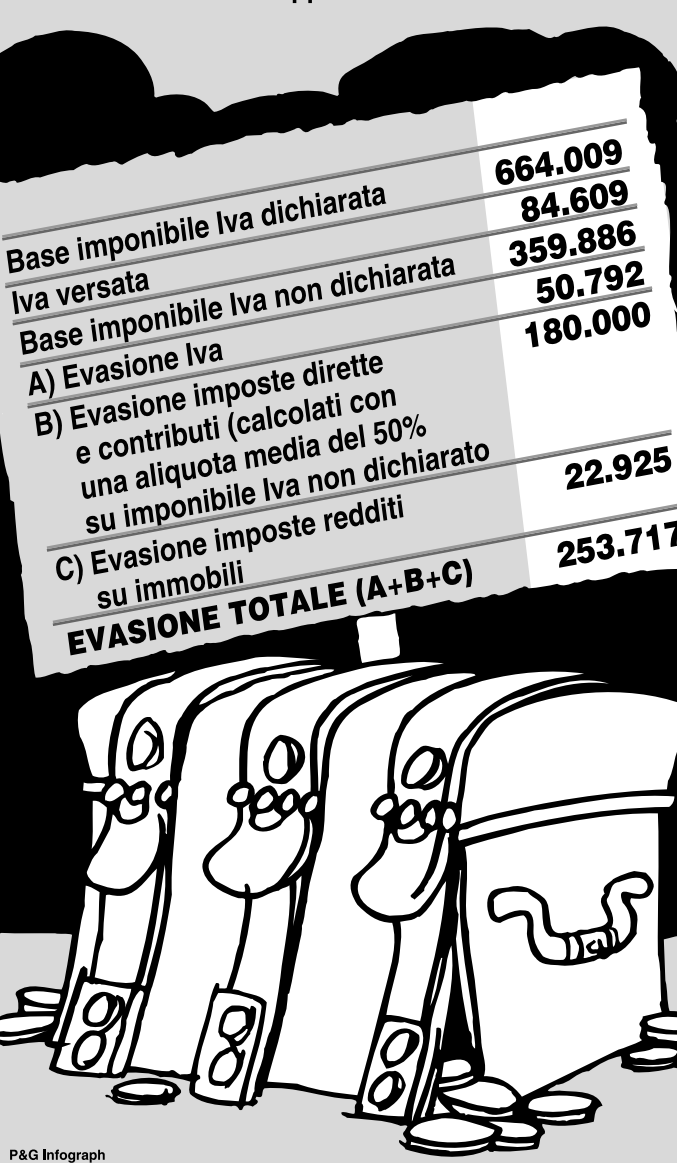 Base imponibile Iva dichiarata 664.009
Iva versata 84.609
Base imponibile Iva non dichiarata 359.886
A) Evasione Iva 50.792
B) Evasione imposte dirette 180.000
e contributi (calcolati con
una aliquota media del 50%
su imponibile Iva non dichiarato
C) Evasione imposte redditi 22.925
su immobili
EVASIONE TOTALE (A+B+C) 253.717
P&G Infograph